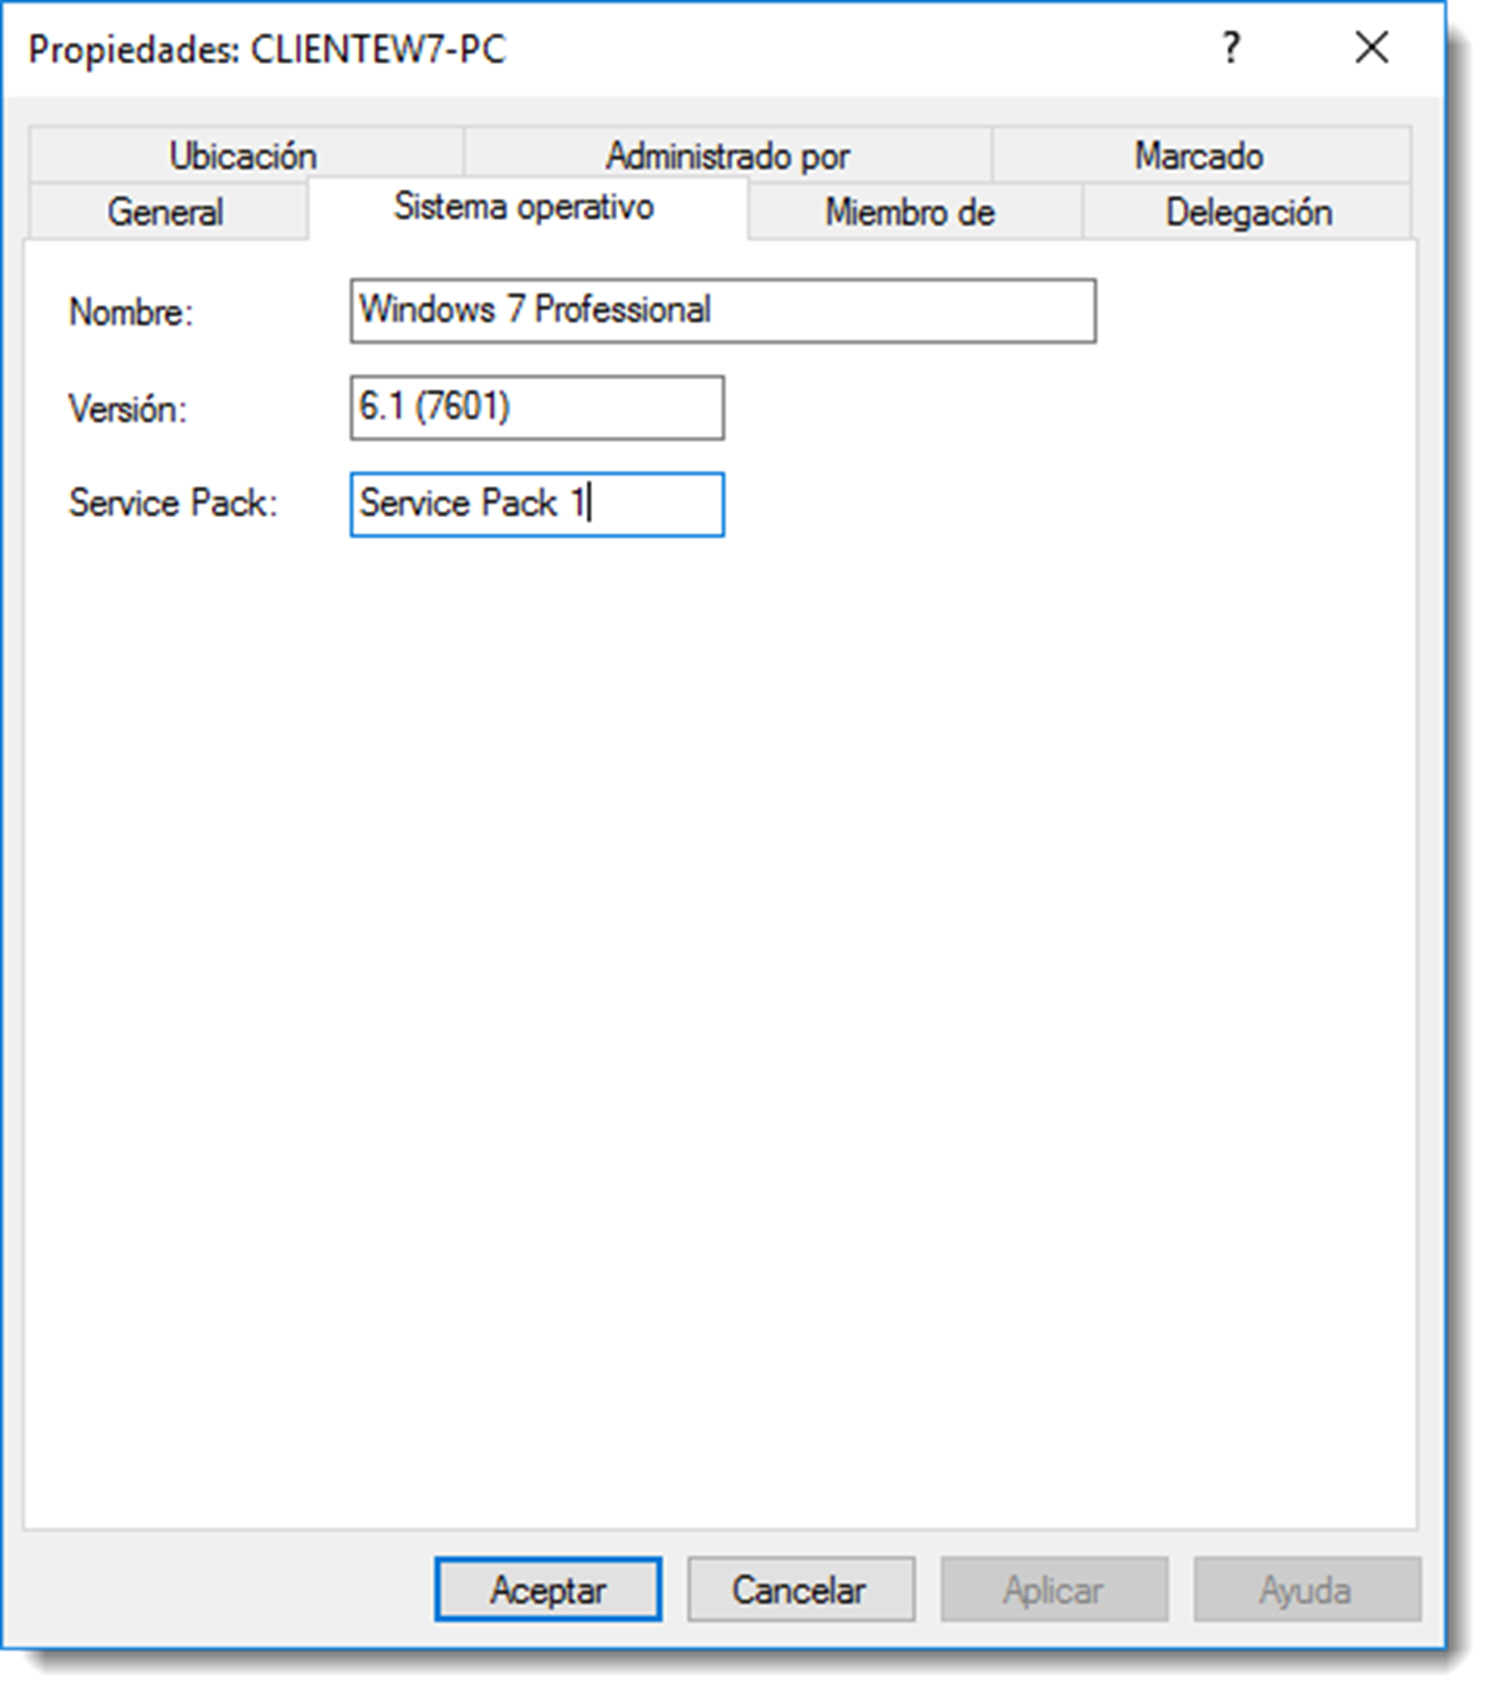 Propiedades: CLIENTEW7-PC
?
Ubicación Administrado por Marcado
General Sistema operativo Miembro de Delegación
Nombre: Windows 7 Professional
Versión: 6.1 (7601)
Service Pack: Service Pack 1
Aceptar Cancelar Aplicar Ayuda